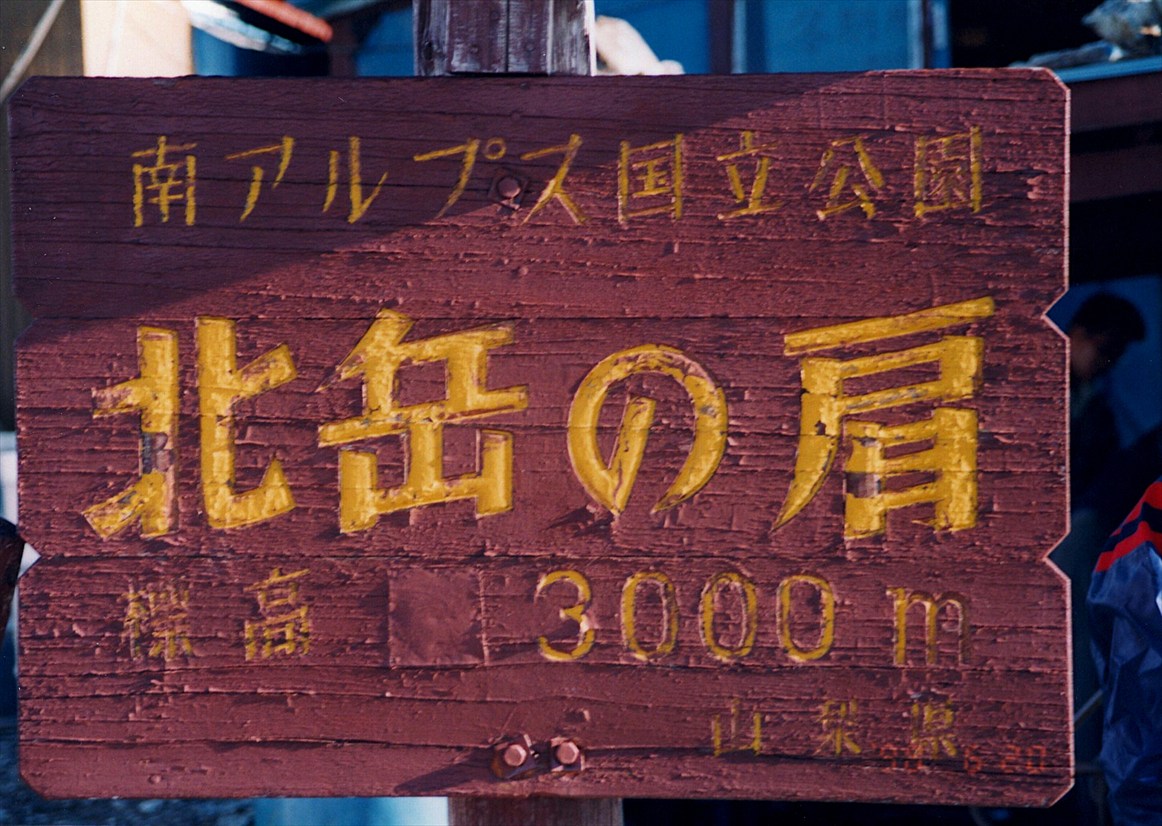 南アルプス国立公園
北岳の肩
標高 3000m
山梨県